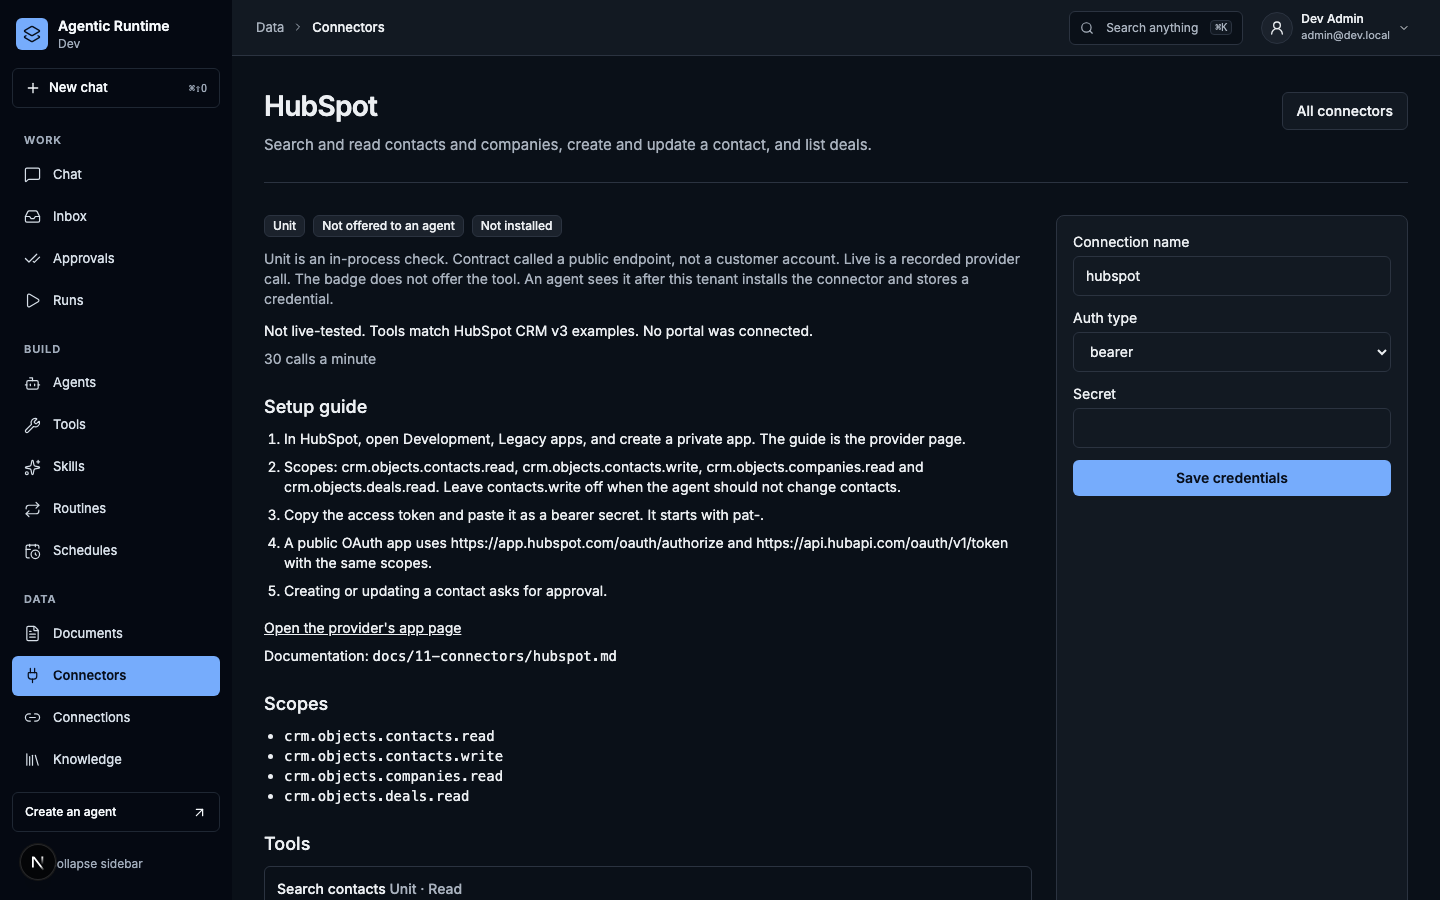 Agentic Runtime
Dev
New chat
⌘⇧O
WORK
Chat
Inbox
Approvals
Runs
BUILD
Agents
Tools
Skills
Routines
Schedules
DATA
Documents
Connectors
Connections
Knowledge
Create an agent
N
ollapse sidebar
Data
Connectors
Search anything
⌘K
Dev Admin
admin@dev.local
HubSpot
All connectors
Search and read contacts and companies, create and update a contact, and list deals.
Unit
Not offered to an agent
Not installed
Unit is an in-process check. Contract called a public endpoint, not a customer account. Live is a recorded provider
call. The badge does not offer the tool. An agent sees it after this tenant installs the connector and stores a
credential.
Not live-tested. Tools match HubSpot CRM v3 examples. No portal was connected.
30 calls a minute
Setup guide
1. In HubSpot, open Development, Legacy apps, and create a private app. The guide is the provider page.
2. Scopes: crm.objects.contacts.read, crm.objects.contacts.write, crm.objects.companies.read and
crm.objects.deals.read. Leave contacts.write off when the agent should not change contacts.
3. Copy the access token and paste it as a bearer secret. It starts with pat-.
4. A public OAuth app uses https://app.hubspot.com/oauth/authorize and https://api.hubapi.com/oauth/v1/token
with the same scopes.
5. Creating or updating a contact asks for approval.
Open the provider's app page
Documentation: docs/11-connectors/hubspot.md
Scopes
• crm.objects.contacts.read
• crm.objects.contacts.write
• crm.objects.companies.read
• crm.objects.deals.read
Tools
Search contacts Unit · Read
Connection name
hubspot
Auth type
bearer
Secret
Save credentials